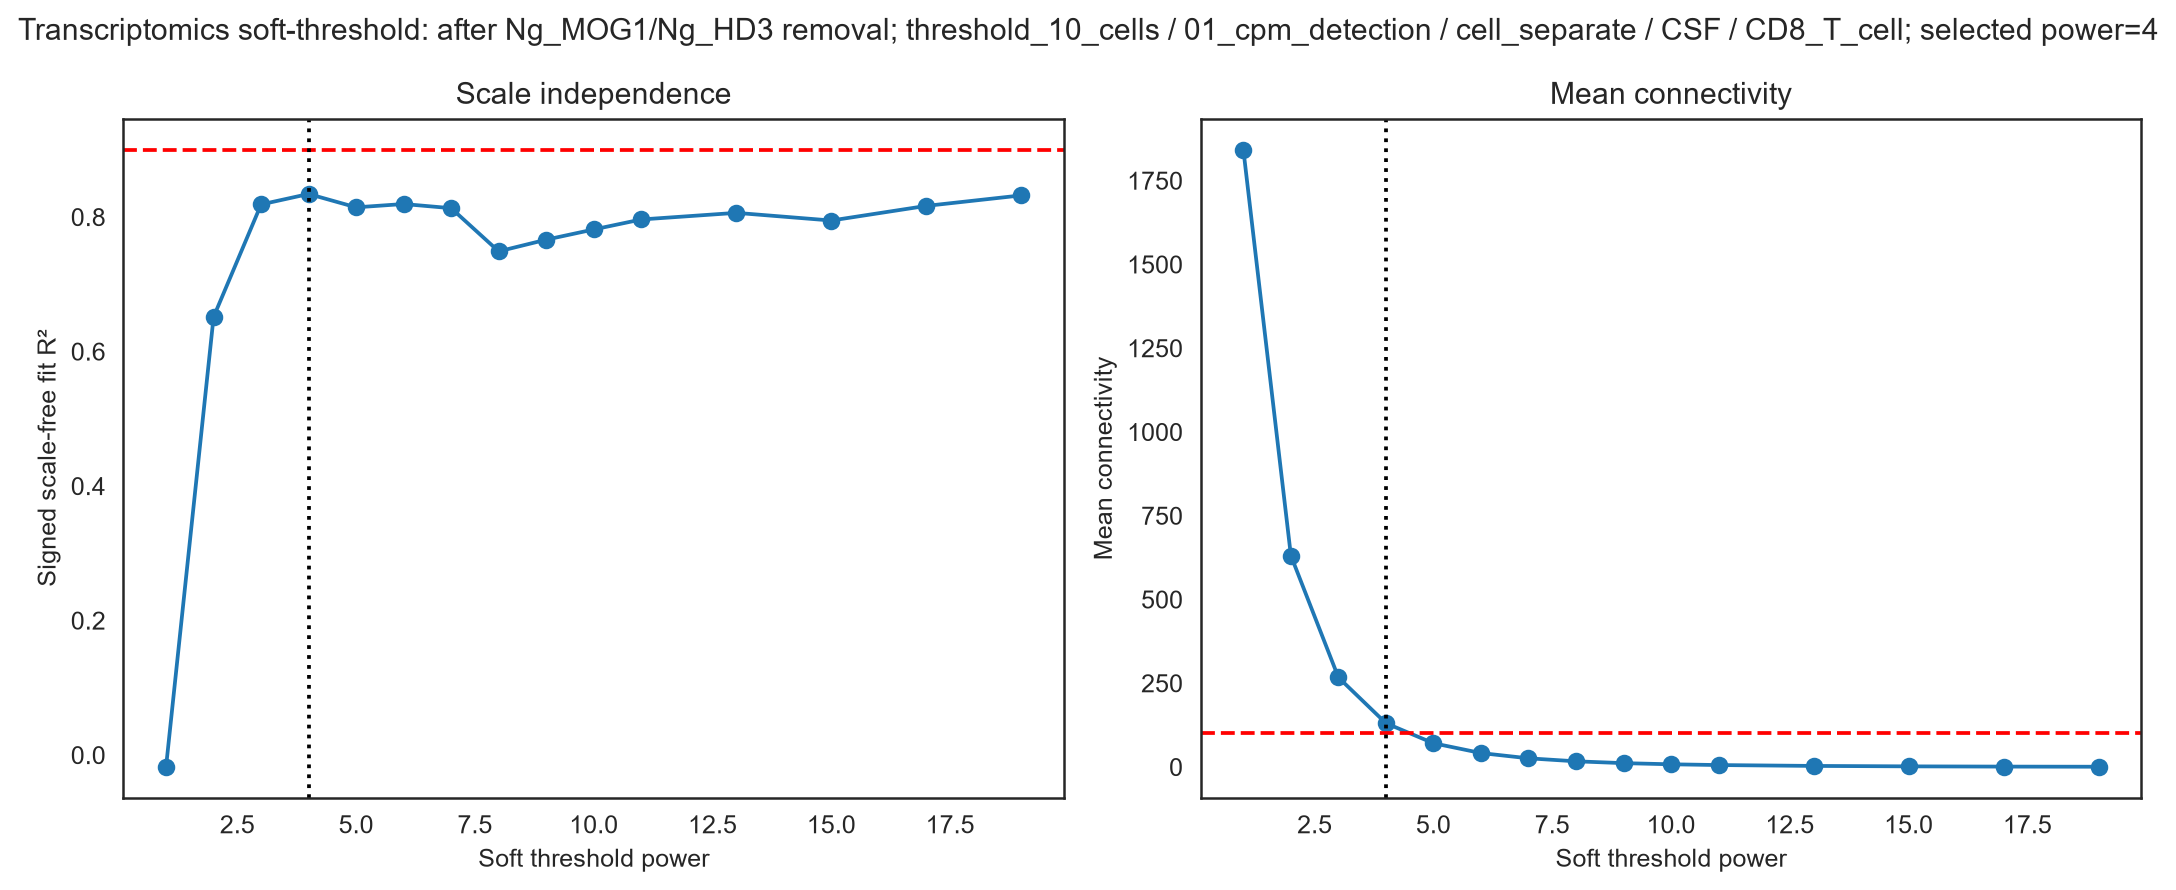 Transcriptomics soft-threshold: after Ng_MOG1/Ng_HD3 removal; threshold_10_cells / 01_cpm_detection / cell_separate / CSF / CD8_T_cell; selected power=4
Scale independence
Signed scale-free fit R²
0.8
0.6
0.4
0.2
0.0
2.5 5.0 7.5 10.0 12.5 15.0 17.5
Soft threshold power
Mean connectivity
Mean connectivity
1750
1500
1250
1000
750
500
250
0
2.5 5.0 7.5 10.0 12.5 15.0 17.5
Soft threshold power